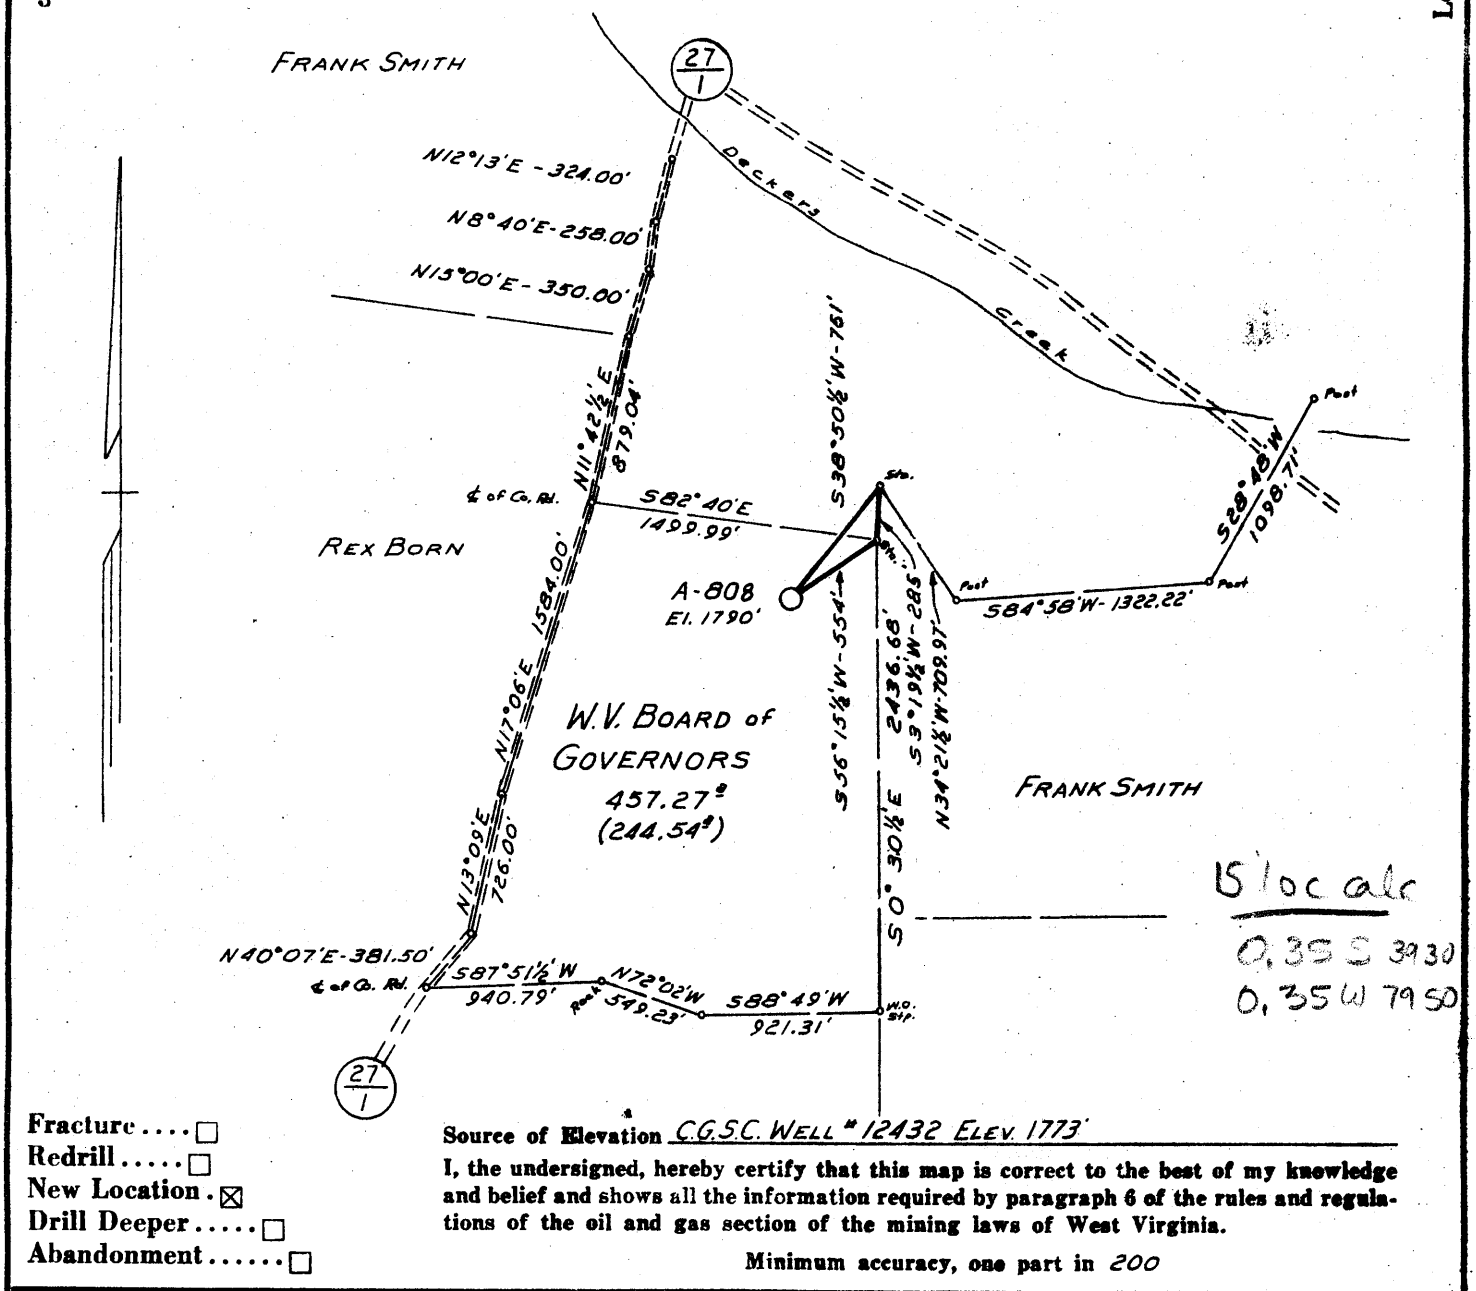 FRANK SMITH
27
1
N12°13'E - 324.00'
Deckers
N8°40'E - 258.00'
N15°00'E - 350.00'
Creek
S38°50½'W - 761'
N11°42½'E
879.04'
Post
S28°48'W
1098.71'
Sta.
℄ of Co. Rd.
S82°40'E
1499.99'
Sta.
REX BORN
A-808
El. 1790'
Post
Post
S84°58'W - 1322.22'
N17°06'E 1584.00'
S56°15½'W - 554'
S0°30½'E 2436.68'
S3°19½'W - 285'
N34°21½'W - 709.97'
W.V. BOARD of
GOVERNORS
457.27ª
(244.54ª)
FRANK SMITH
N13°09'E
726.00'
15' loc calc
0.35 S 3930
0.35 W 7950
N40°07'E - 381.50'
℄ of Co. Rd.
S87°51½'W
940.79'
Rock
N72°02'W
549.23'
S88°49'W
921.31'
W.O.
Stp.
27
1
Fracture .... □
Redrill ..... □
New Location . ☒
Drill Deeper ..... □
Abandonment ...... □
Source of Elevation C.G.S.C. WELL # 12432 ELEV. 1773'
I, the undersigned, hereby certify that this map is correct to the best of my knowledge
and belief and shows all the information required by paragraph 6 of the rules and regula-
tions of the oil and gas section of the mining laws of West Virginia.
Minimum accuracy, one part in 200